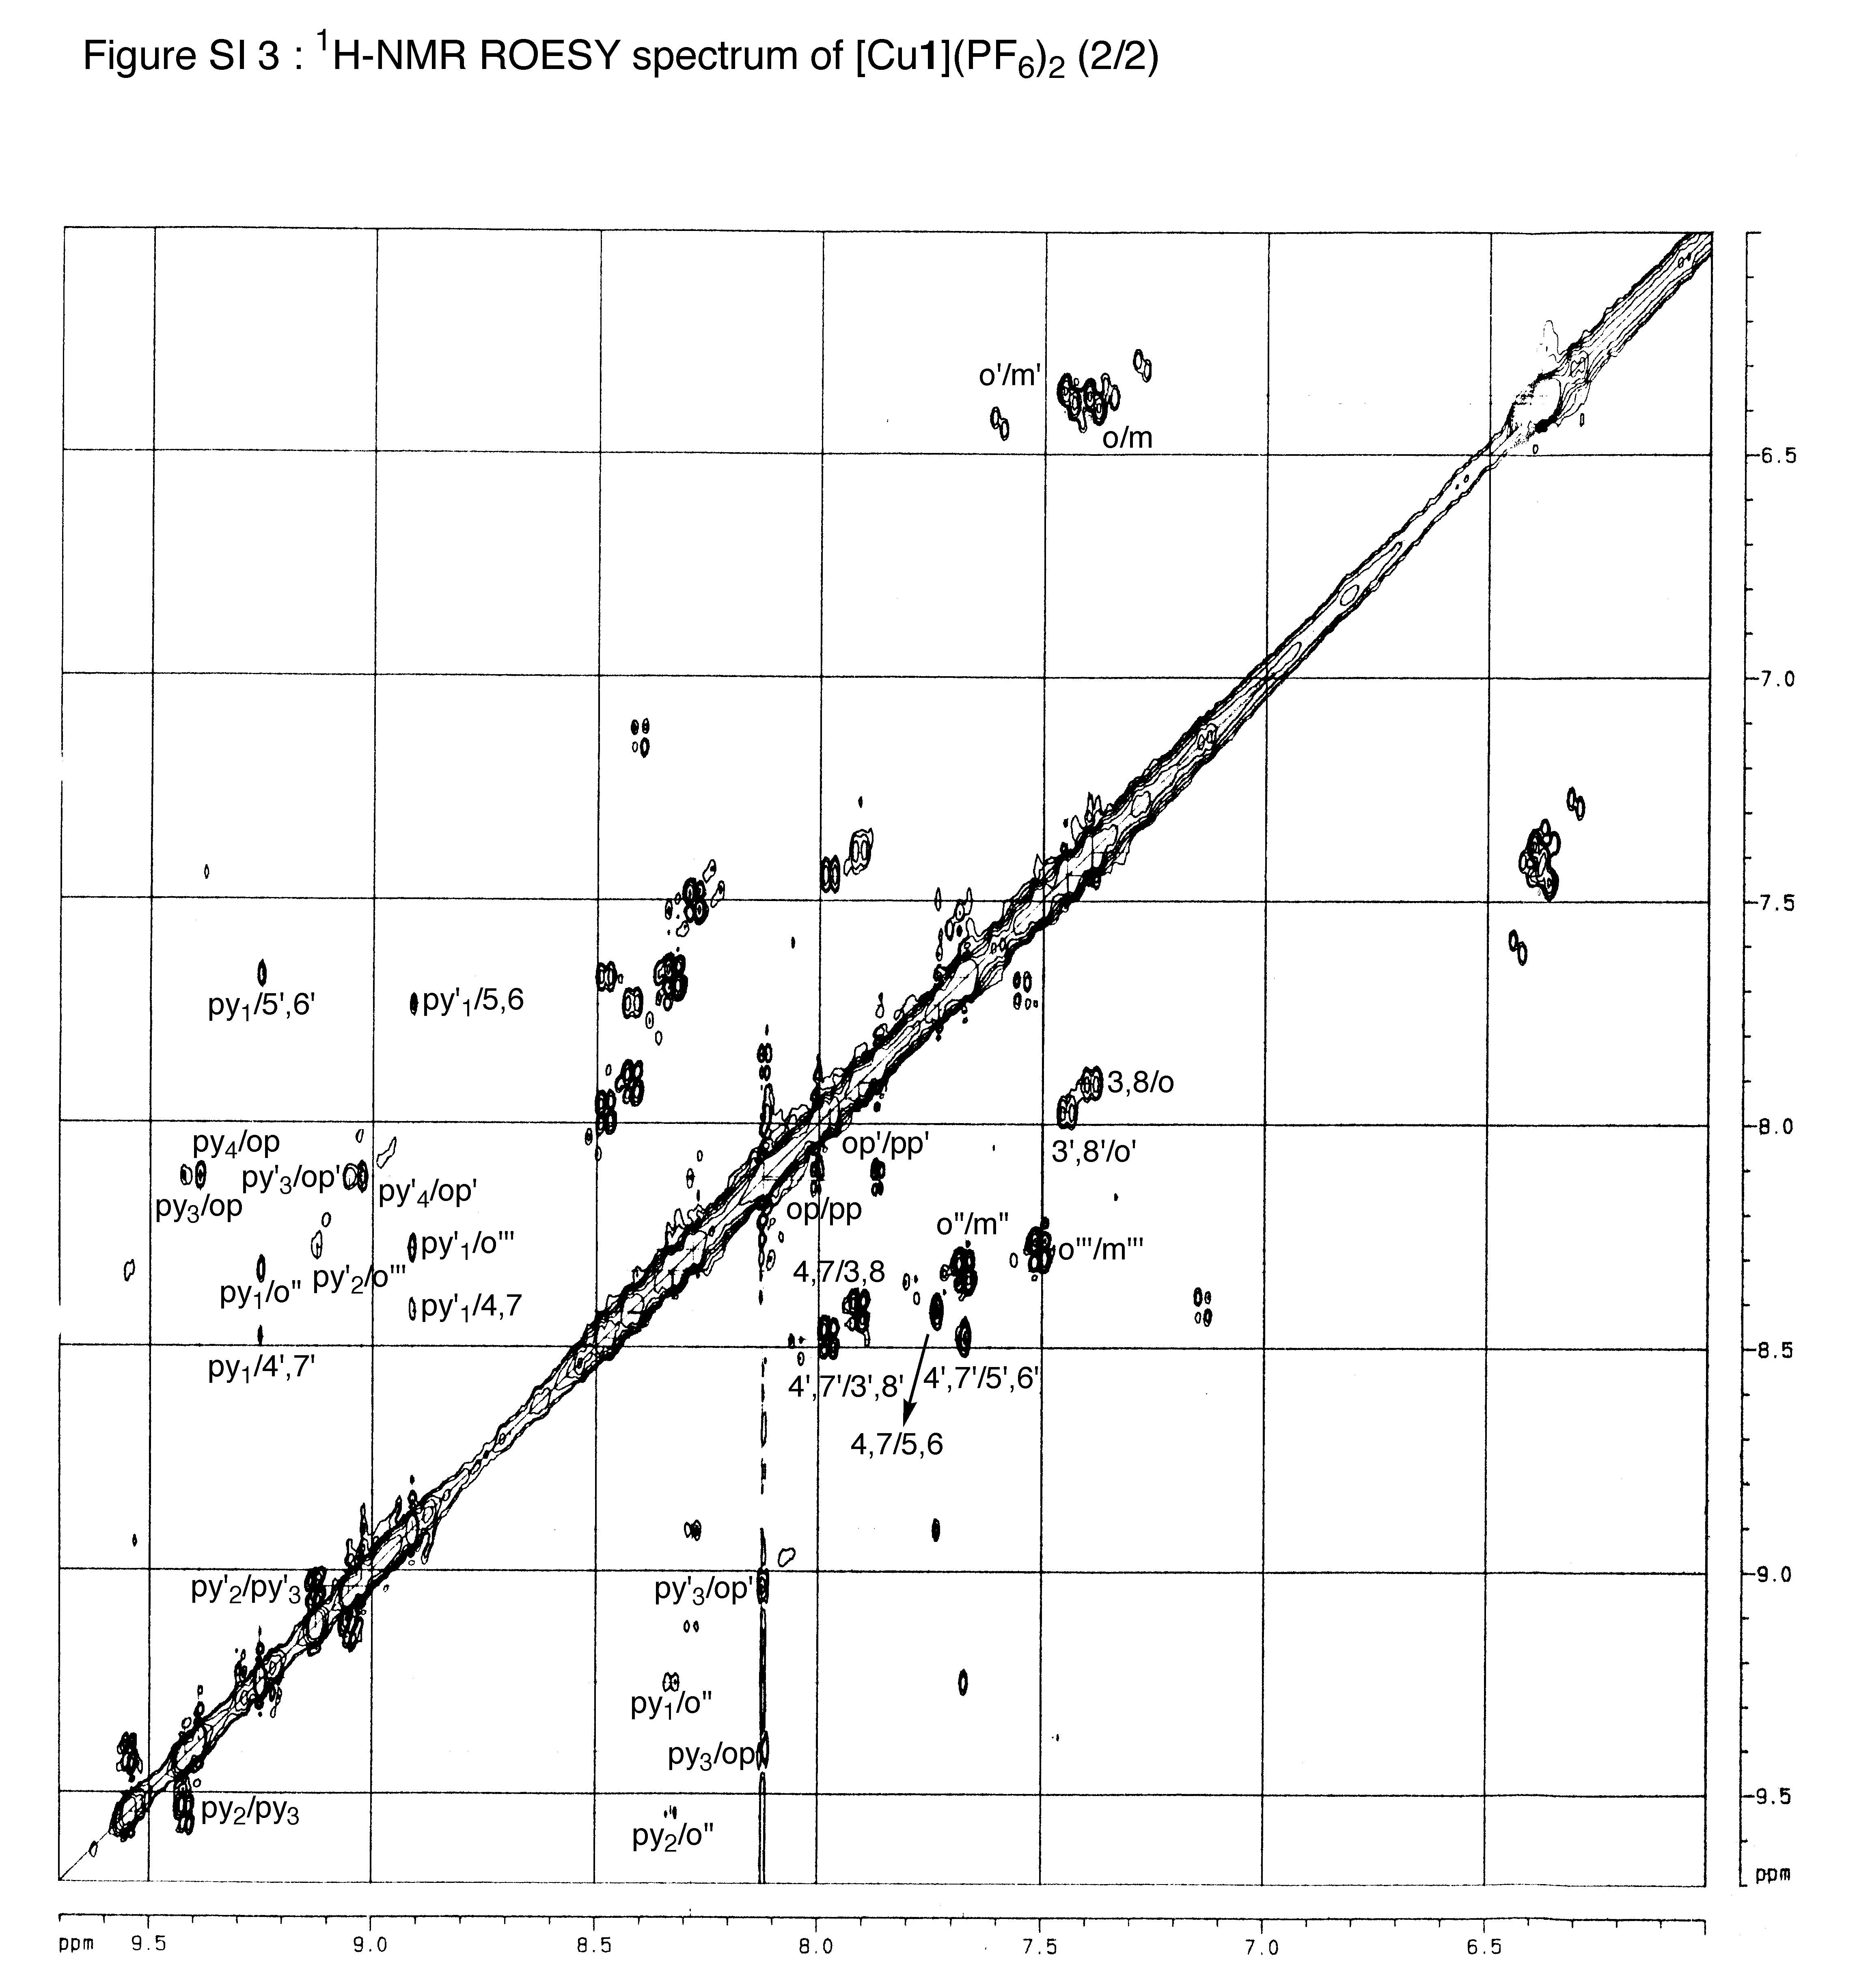 Figure SI 3 : ¹H-NMR ROESY spectrum of [Cu1](PF₆)₂ (2/2)
o'/m'
o/m
6.5
7.0
7.5
py₁/5',6'
py'₁/5,6
3,8/o
8.0
py₄/op
op'/pp'
3',8'/o'
py'₃/op'
py'₄/op'
py₃/op
op/pp
o''/m''
py'₁/o'''
o'''/m'''
py'₂/o'''
4,7/3,8
py₁/o''
py'₁/4,7
8.5
py₁/4',7'
4',7'/3',8'
4',7'/5',6'
4,7/5,6
9.0
py'₂/py'₃
py'₃/op'
py₁/o''
py₃/op
9.5
py₂/py₃
py₂/o''
ppm
ppm 9.5 9.0 8.5 8.0 7.5 7.0 6.5